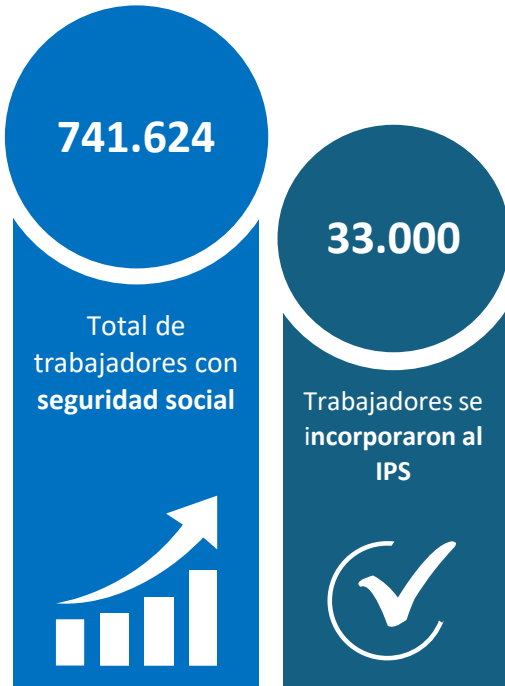 741.624
Total de
trabajadores con
seguridad social
33.000
Trabajadores se
incorporaron al
IPS